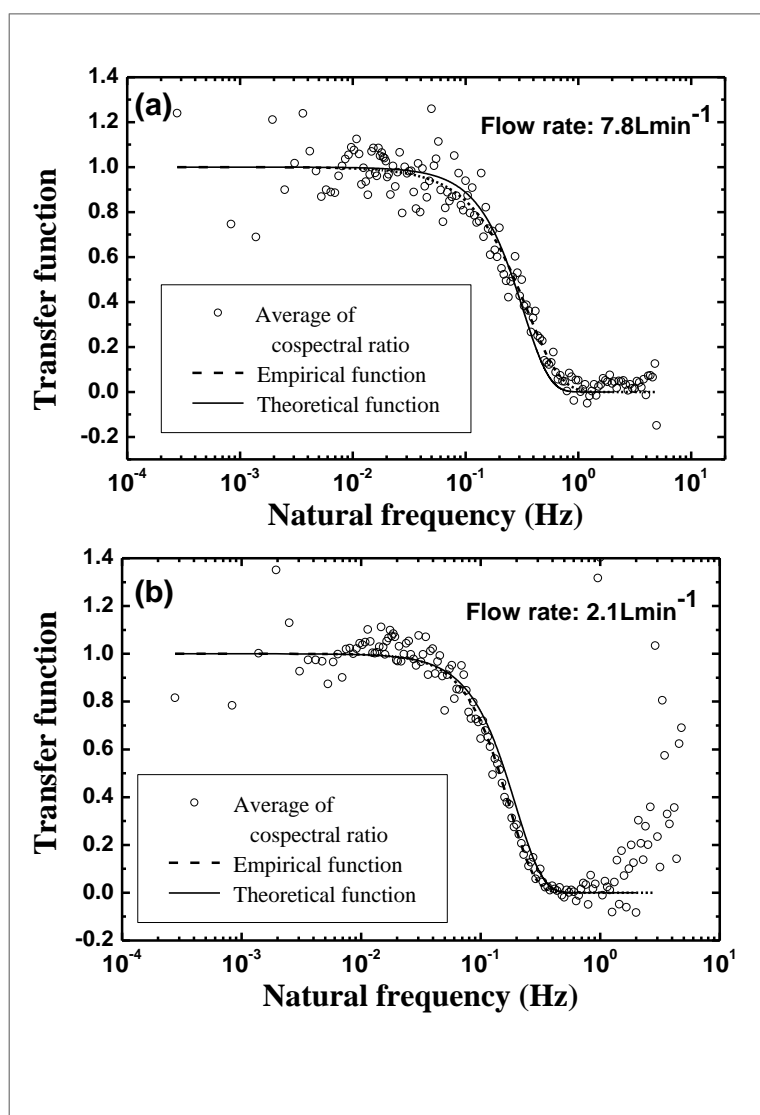 (a)
Flow rate: 7.8Lmin⁻¹
Transfer function
1.4
1.2
1.0
0.8
0.6
0.4
0.2
0.0
-0.2
Average of
cospectral ratio
Empirical function
Theoretical function
10⁻⁴ 10⁻³ 10⁻² 10⁻¹ 10⁰ 10¹
Natural frequency (Hz)
(b)
Flow rate: 2.1Lmin⁻¹
Transfer function
1.4
1.2
1.0
0.8
0.6
0.4
0.2
0.0
-0.2
Average of
cospectral ratio
Empirical function
Theoretical function
10⁻⁴ 10⁻³ 10⁻² 10⁻¹ 10⁰ 10¹
Natural frequency (Hz)